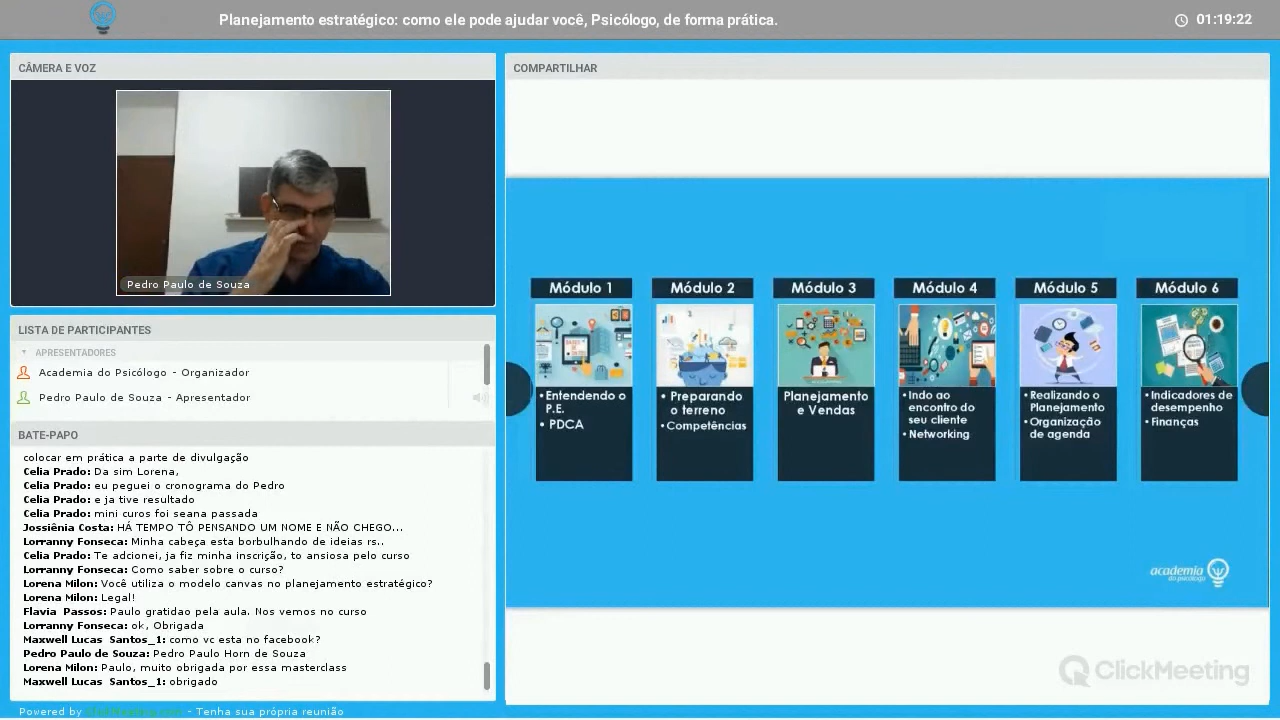 Planejamento estratégico: como ele pode ajudar você, Psicólogo, de forma prática.
01:19:22
CÂMERA E VOZ
Pedro Paulo de Souza
LISTA DE PARTICIPANTES
APRESENTADORES
Academia do Psicólogo - Organizador
Pedro Paulo de Souza - Apresentador
BATE-PAPO
colocar em prática a parte de divulgação
Celia Prado: Da sim Lorena,
Celia Prado: eu peguei o cronograma do Pedro
Celia Prado: e ja tive resultado
Celia Prado: mini curos foi seana passada
Jossiênia Costa: HÁ TEMPO TÔ PENSANDO UM NOME E NÃO CHEGO...
Lorranny Fonseca: Minha cabeça esta borbulhando de ideias rs..
Celia Prado: Te adcionei, ja fiz minha inscrição, to ansiosa pelo curso
Lorranny Fonseca: Como saber sobre o curso?
Lorena Milon: Você utiliza o modelo canvas no planejamento estratégico?
Lorena Milon: Legal!
Flavia Passos: Paulo gratidao pela aula. Nos vemos no curso
Lorranny Fonseca: ok, Obrigada
Maxwell Lucas Santos_1: como vc esta no facebook?
Pedro Paulo de Souza: Pedro Paulo Horn de Souza
Lorena Milon: Paulo, muito obrigada por essa masterclass
Maxwell Lucas Santos_1: obrigado
Powered by ClickMeeting.com - Tenha sua própria reunião
COMPARTILHAR
Módulo 1
• Entendendo o
P.E.
• PDCA
Módulo 2
• Preparando
o terreno
• Competências
Módulo 3
Planejamento
e Vendas
Módulo 4
• Indo ao
encontro do
seu cliente
• Networking
Módulo 5
• Realizando o
Planejamento
• Organização
de agenda
Módulo 6
• Indicadores de
desempenho
• Finanças
academia
do psicólogo
ClickMeeting